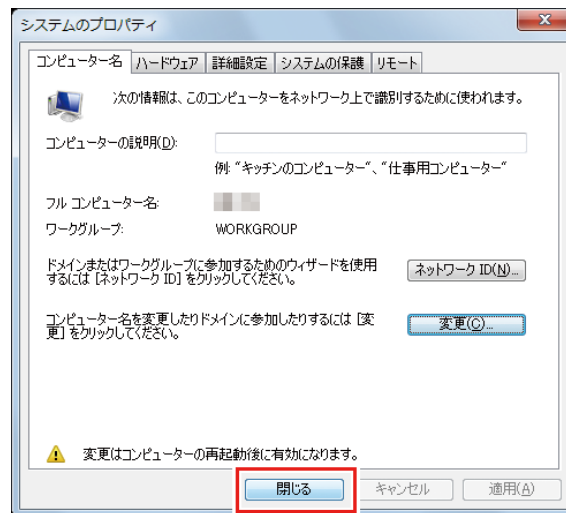 システムのプロパティ
コンピューター名 ハードウェア 詳細設定 システムの保護 リモート
次の情報は、このコンピューターをネットワーク上で識別するために使われます。
コンピューターの説明(D):
例: "キッチンのコンピューター"、"仕事用コンピューター"
フル コンピューター名:
ワークグループ: WORKGROUP
ドメインまたはワークグループに参加するためのウィザードを使用
するには [ネットワーク ID] をクリックしてください。
ネットワーク ID(N)...
コンピューター名を変更したりドメインに参加したりするには [変
更] をクリックしてください。
変更(C)...
変更はコンピューターの再起動後に有効になります。
閉じる キャンセル 適用(A)